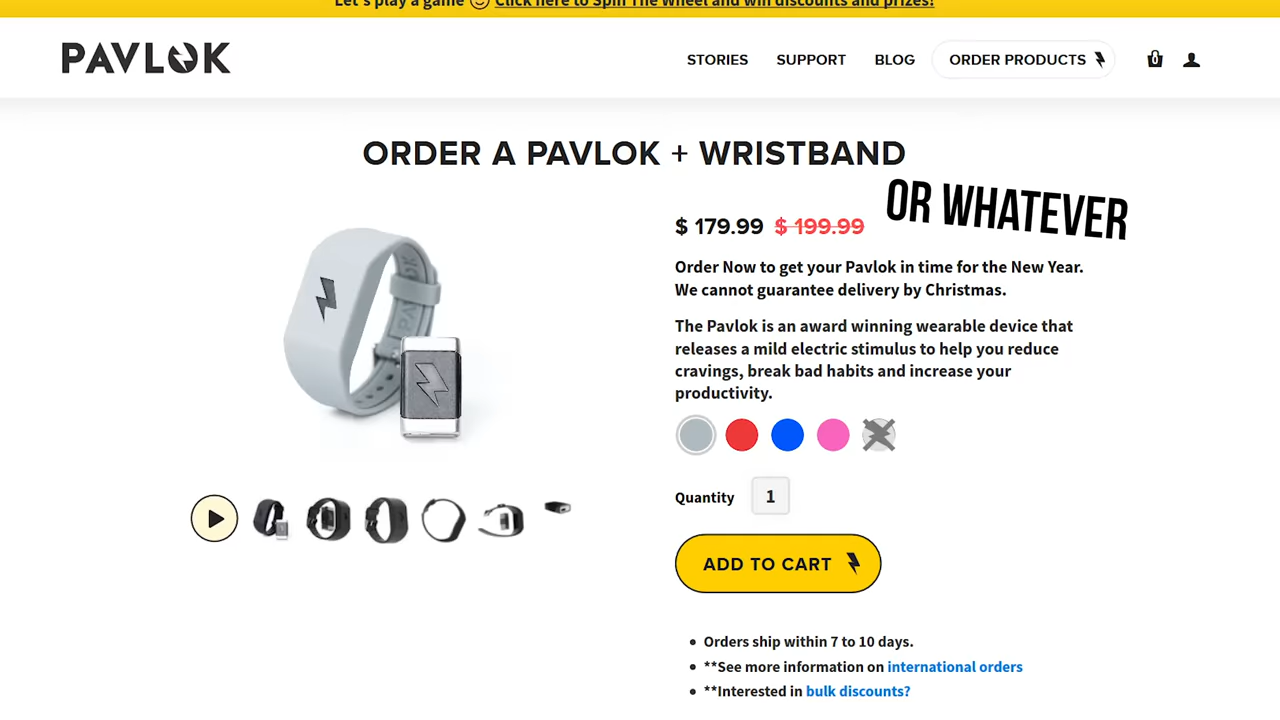 Let's play a game Click here to Spin The Wheel and win discounts and prizes!
PAVLOK
STORIES SUPPORT BLOG ORDER PRODUCTS 0
ORDER A PAVLOK + WRISTBAND
OR WHATEVER
$ 179.99 $ 199.99
Order Now to get your Pavlok in time for the New Year.
We cannot guarantee delivery by Christmas.
The Pavlok is an award winning wearable device that
releases a mild electric stimulus to help you reduce
cravings, break bad habits and increase your
productivity.
Quantity 1
ADD TO CART
Orders ship within 7 to 10 days.
**See more information on international orders
**Interested in bulk discounts?